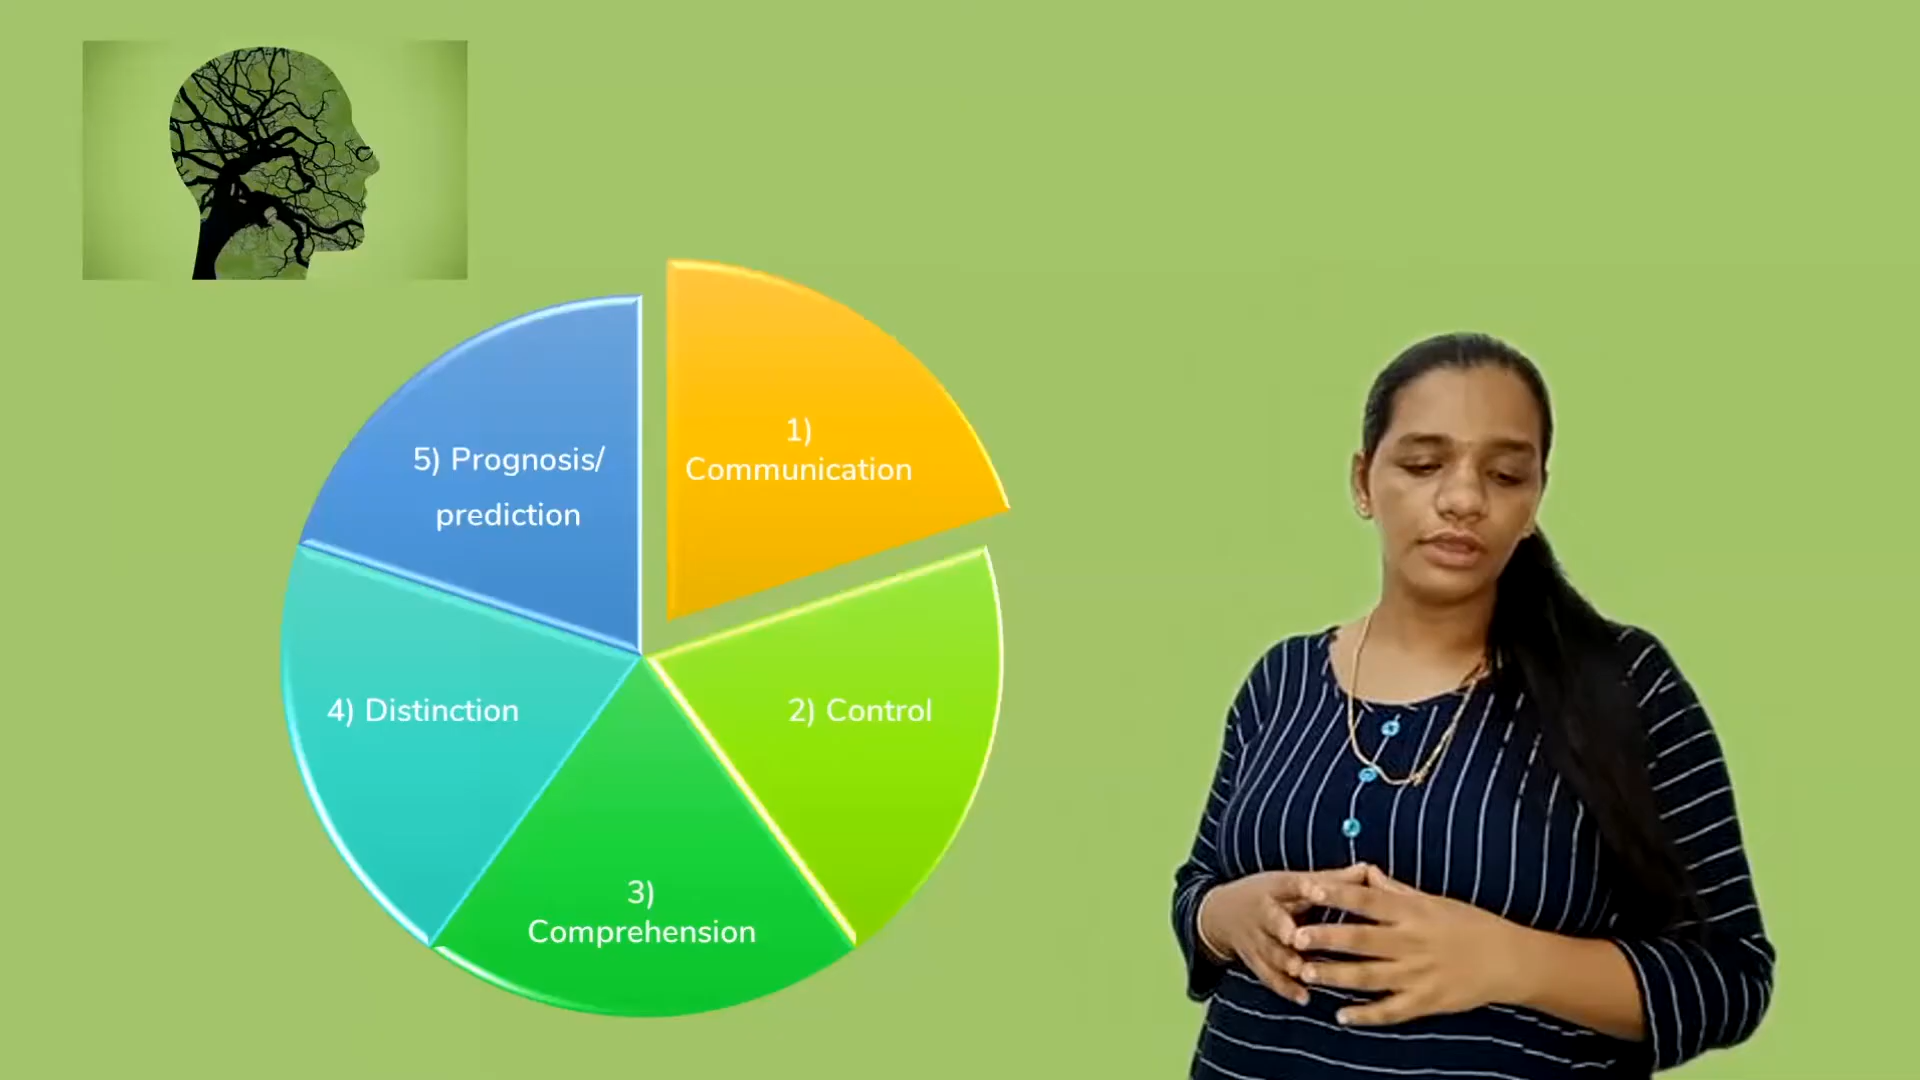 1)
Communication
2) Control
3)
Comprehension
4) Distinction
5) Prognosis/
prediction